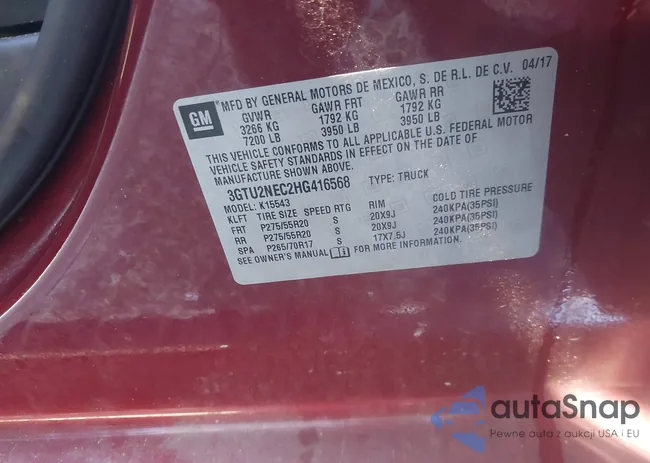 GM
MFD BY GENERAL MOTORS DE MEXICO, S. DE R.L. DE C.V. 04/17
GVWR GAWR FRT GAWR RR
3266 KG 1792 KG 1792 KG
7200 LB 3950 LB 3950 LB
THIS VEHICLE CONFORMS TO ALL APPLICABLE U.S. FEDERAL MOTOR
VEHICLE SAFETY STANDARDS IN EFFECT ON THE DATE OF
MANUFACTURE SHOWN ABOVE.
3GTU2NEC2HG416568 TYPE: TRUCK
MODEL: K15543
KLFT TIRE SIZE SPEED RTG RIM COLD TIRE PRESSURE
FRT P275/55R20 S 20X9J 240KPA(35PSI)
RR P275/55R20 S 20X9J 240KPA(35PSI)
SPA P265/70R17 S 17X7.5J 240KPA(35PSI)
SEE OWNER'S MANUAL
autaSnap
Pewne auta z aukcji USA i EU